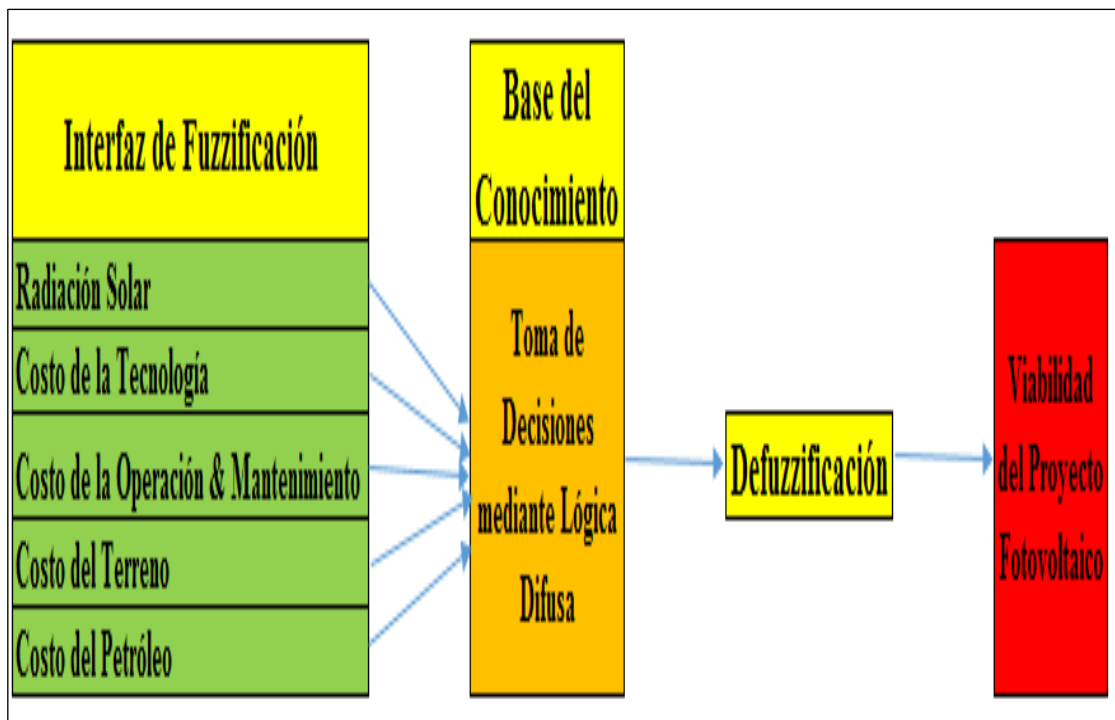 Interfaz de Fuzzificación
Radiación Solar
Costo de la Tecnología
Costo de la Operación & Mantenimiento
Costo del Terreno
Costo del Petróleo
Base del
Conocimiento
Toma de
Decisiones
mediante Lógica
Difusa
Defuzzificación
Viabilidad
del Proyecto
Fotovoltaico